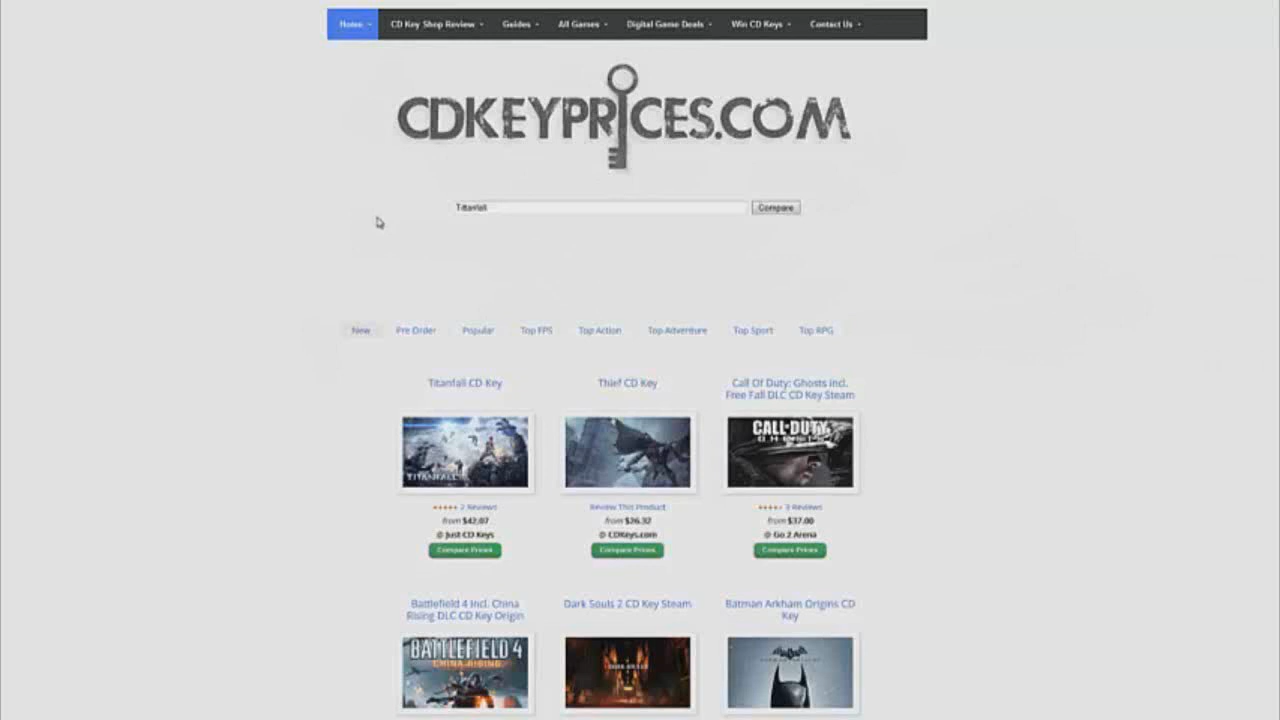 Home CD Key Shop Review Guides All Games Digital Game Deals Win CD Keys Contact Us
CDKEYPRICES.COM
Titanfall Compare
New Pre Order Popular Top FPS Top Action Top Adventure Top Sport Top RPG
Titanfall CD Key
TITANFALL
2 Reviews
from $42.07
@ Just CD Keys
Compare Prices
Thief CD Key
Review This Product
from $26.32
@ CDKeys.com
Compare Prices
Call Of Duty: Ghosts incl.
Free Fall DLC CD Key Steam
CALL·DUTY
GHOSTS
3 Reviews
from $37.00
@ Go 2 Arena
Compare Prices
Battlefield 4 Incl. China
Rising DLC CD Key Origin
BATTLEFIELD 4
CHINA RISING
Dark Souls 2 CD Key Steam
DARK SOULS
Batman Arkham Origins CD
Key